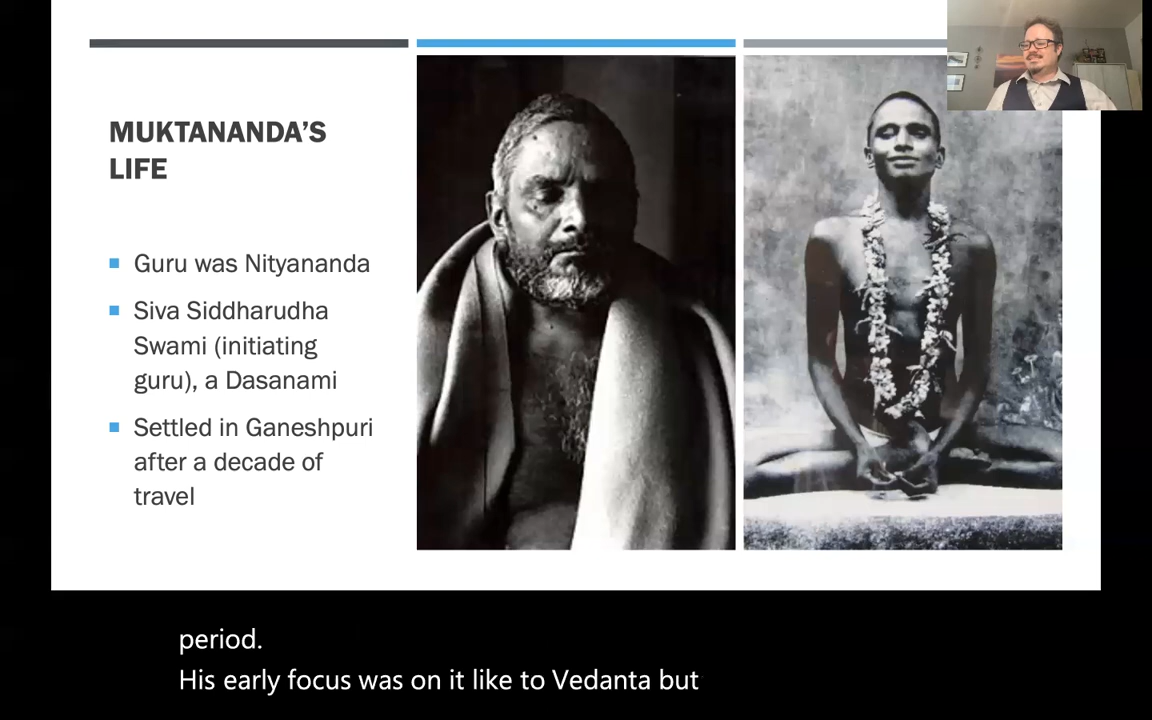 MUKTANANDA'S
LIFE
Guru was Nityananda
Siva Siddharudha
Swami (initiating
guru), a Dasanami
Settled in Ganeshpuri
after a decade of
travel
period.
His early focus was on it like to Vedanta but